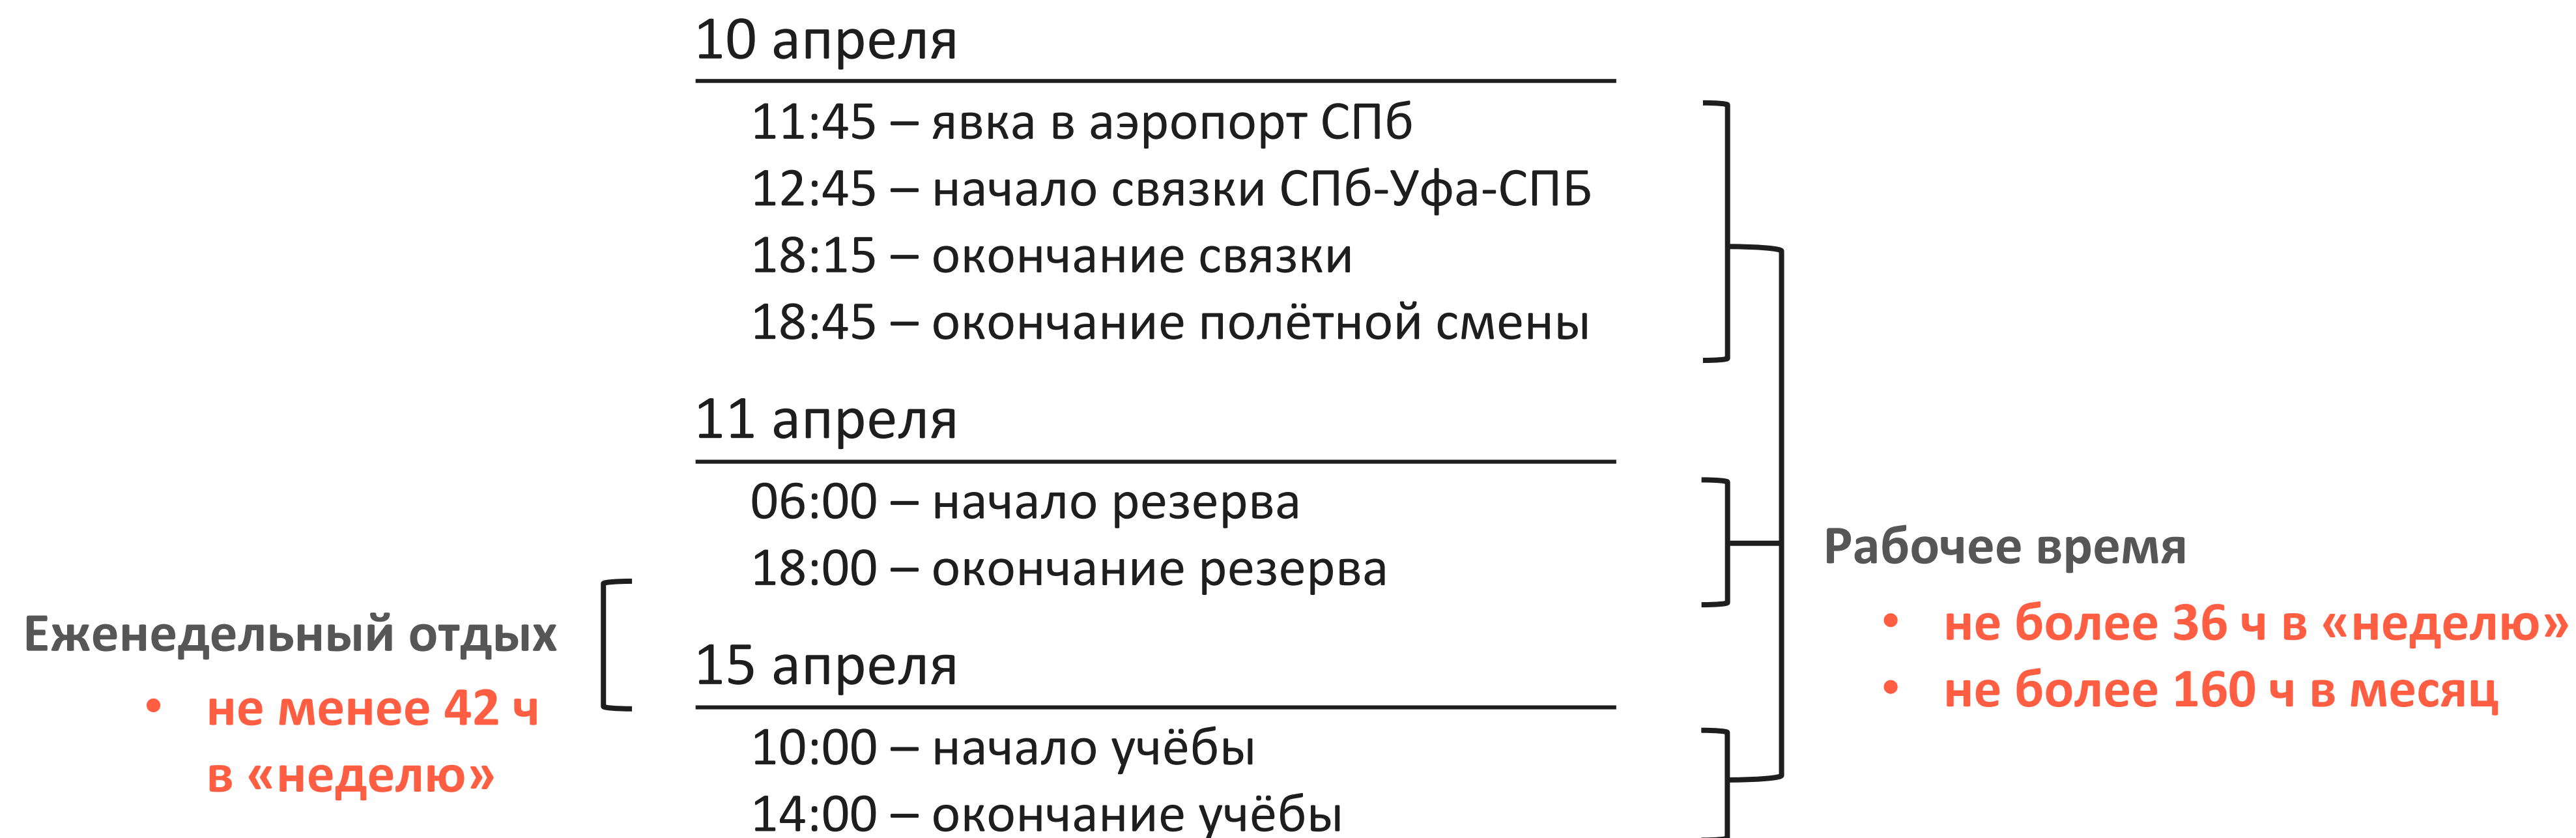 10 апреля
11:45 – явка в аэропорт СПб
12:45 – начало связки СПб-Уфа-СПБ
18:15 – окончание связки
18:45 – окончание полётной смены
11 апреля
06:00 – начало резерва
18:00 – окончание резерва
Еженедельный отдых
• не менее 42 ч
в «неделю»
15 апреля
10:00 – начало учёбы
14:00 – окончание учёбы
Рабочее время
• не более 36 ч в «неделю»
• не более 160 ч в месяц